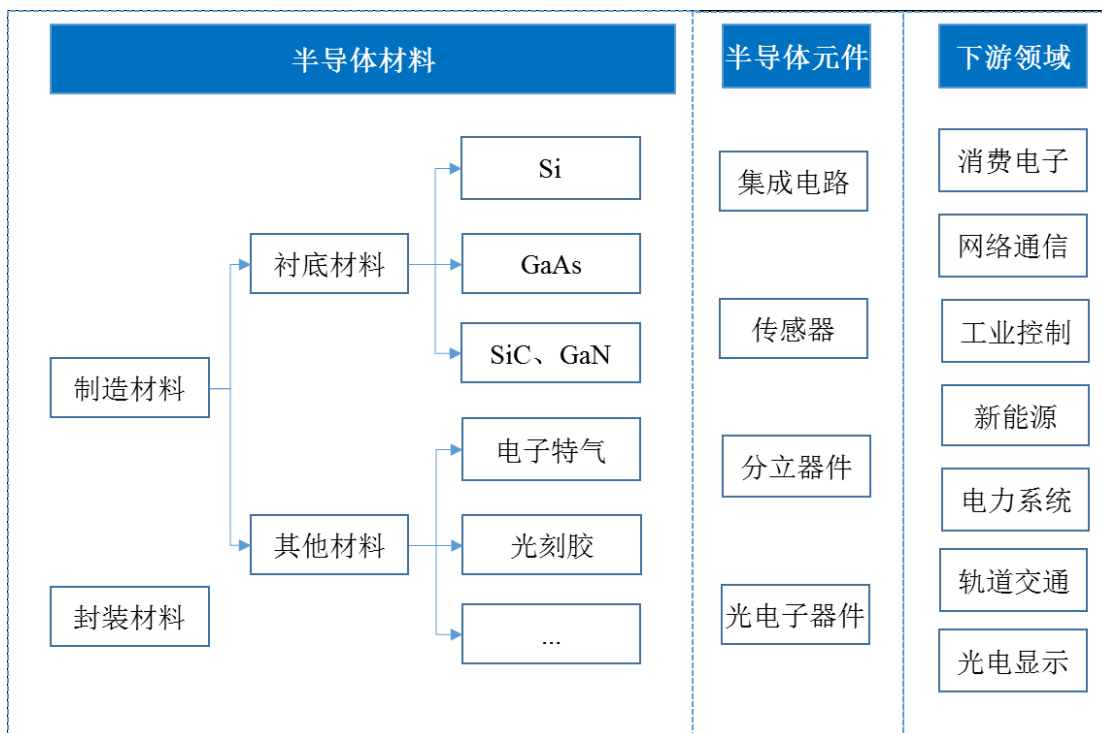 半导体材料
半导体元件
下游领域
制造材料
封装材料
衬底材料
其他材料
Si
GaAs
SiC、GaN
电子特气
光刻胶
...
集成电路
传感器
分立器件
光电子器件
消费电子
网络通信
工业控制
新能源
电力系统
轨道交通
光电显示